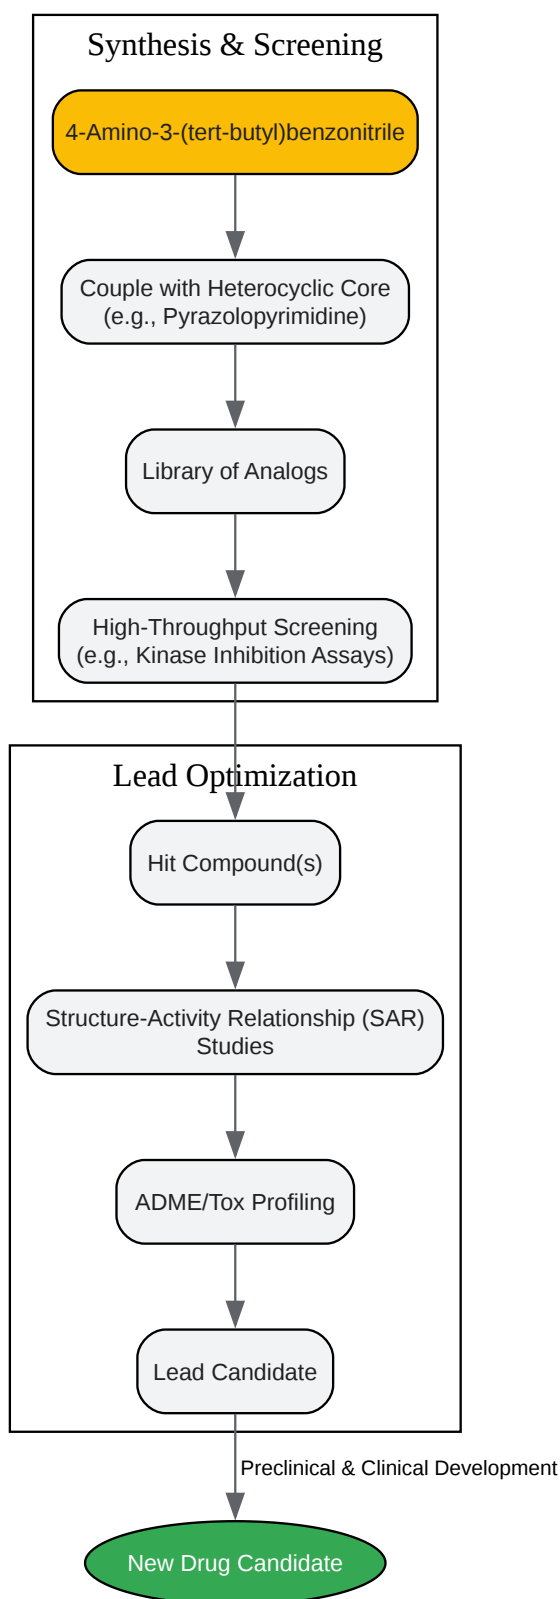 Synthesis & Screening
4-Amino-3-(tert-butyl)benzonitrile
Couple with Heterocyclic Core
(e.g., Pyrazolopyrimidine)
Library of Analogs
High-Throughput Screening
(e.g., Kinase Inhibition Assays)
Lead Optimization
Hit Compound(s)
Structure-Activity Relationship (SAR)
Studies
ADME/Tox Profiling
Lead Candidate
Preclinical & Clinical Development
New Drug Candidate